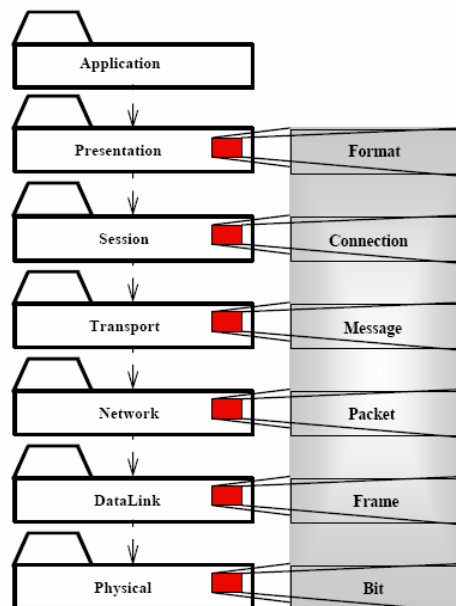 Application
Presentation
Format
Session
Connection
Transport
Message
Network
Packet
DataLink
Frame
Physical
Bit